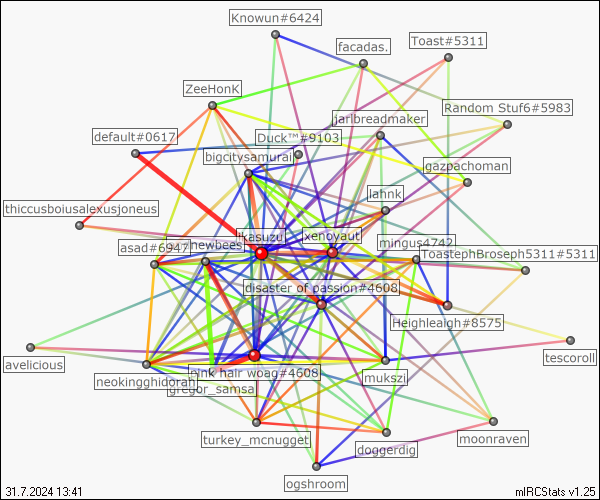 Knowun#6424
facadas.
Toast#5311
ZeeHonK
Random Stuf6#5983
jarlbreadmaker
default#0617
Duck™#9103
bigcitysamurai
gazpachoman
lahnk
thiccusboiusalexusjoneus
ikasuzu
xenoyaut
asad#6947
newbees
mingus4742
ToastephBroseph5311#5311
disaster of passion#4608
Heighleaigh#8575
avelicious
tescoroll
pink hair woag#4608
neokingghidorah
mukszi
gregor_samsa
turkey_mcnugget
doggerdig
moonraven
ogshroom
31.7.2024 13:41
mIRCStats v1.25